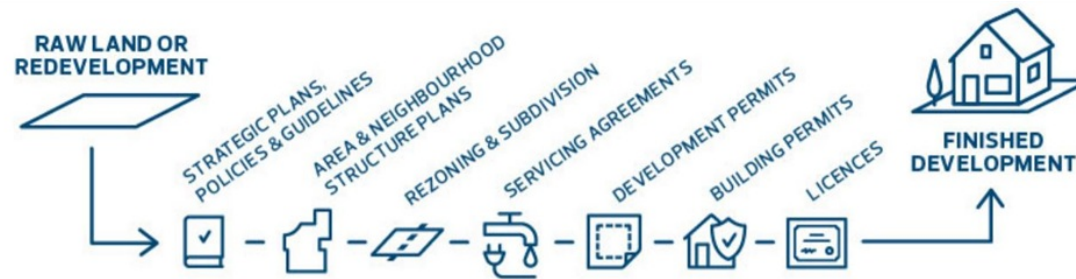 RAW LAND OR
REDEVELOPMENT
STRATEGIC PLANS,
POLICIES & GUIDELINES
AREA & NEIGHBOURHOOD
STRUCTURE PLANS
REZONING & SUBDIVISION
SERVICING AGREEMENTS
DEVELOPMENT PERMITS
BUILDING PERMITS
LICENCES
FINISHED
DEVELOPMENT